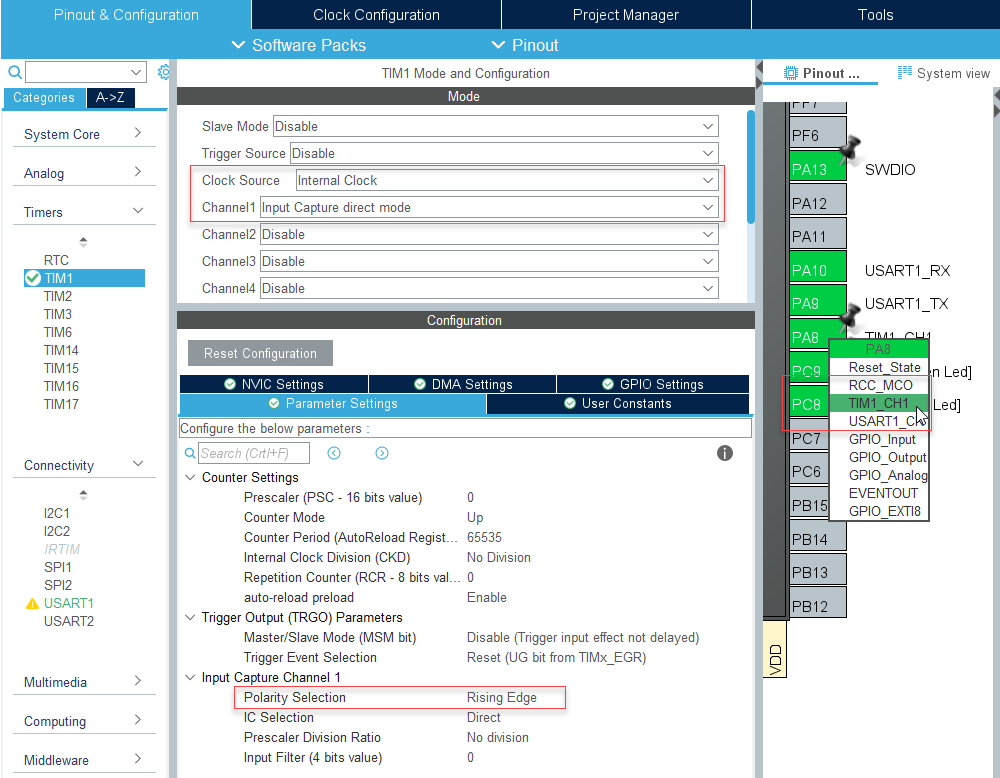 Pinout & Configuration
Clock Configuration
Project Manager
Tools
Software Packs
Pinout
Categories
A->Z
System Core
Analog
Timers
RTC
TIM1
TIM2
TIM3
TIM6
TIM14
TIM15
TIM16
TIM17
Connectivity
I2C1
I2C2
IRTIM
SPI1
SPI2
USART1
USART2
Multimedia
Computing
Middleware
TIM1 Mode and Configuration
Mode
Slave Mode Disable
Trigger Source Disable
Clock Source Internal Clock
Channel1 Input Capture direct mode
Channel2 Disable
Channel3 Disable
Channel4 Disable
Configuration
Reset Configuration
NVIC Settings
DMA Settings
GPIO Settings
Parameter Settings
User Constants
Configure the below parameters :
Search (Crtl+F)
Counter Settings
Prescaler (PSC - 16 bits value) 0
Counter Mode Up
Counter Period (AutoReload Regist... 65535
Internal Clock Division (CKD) No Division
Repetition Counter (RCR - 8 bits val... 0
auto-reload preload Enable
Trigger Output (TRGO) Parameters
Master/Slave Mode (MSM bit) Disable (Trigger input effect not delayed)
Trigger Event Selection Reset (UG bit from TIMx_EGR)
Input Capture Channel 1
Polarity Selection Rising Edge
IC Selection Direct
Prescaler Division Ratio No division
Input Filter (4 bits value) 0
Pinout ...
System view
PF7
PF6
PA13 SWDIO
PA12
PA11
PA10 USART1_RX
PA9 USART1_TX
PA8 TIM1_CH1
PC9 en Led]
PC8 Led]
PC7
PC6
PB15
PB14
PB13
PB12
VDD
PA8
Reset_State
RCC_MCO
TIM1_CH1
USART1_C
GPIO_Input
GPIO_Output
GPIO_Analog
EVENTOUT
GPIO_EXTI8